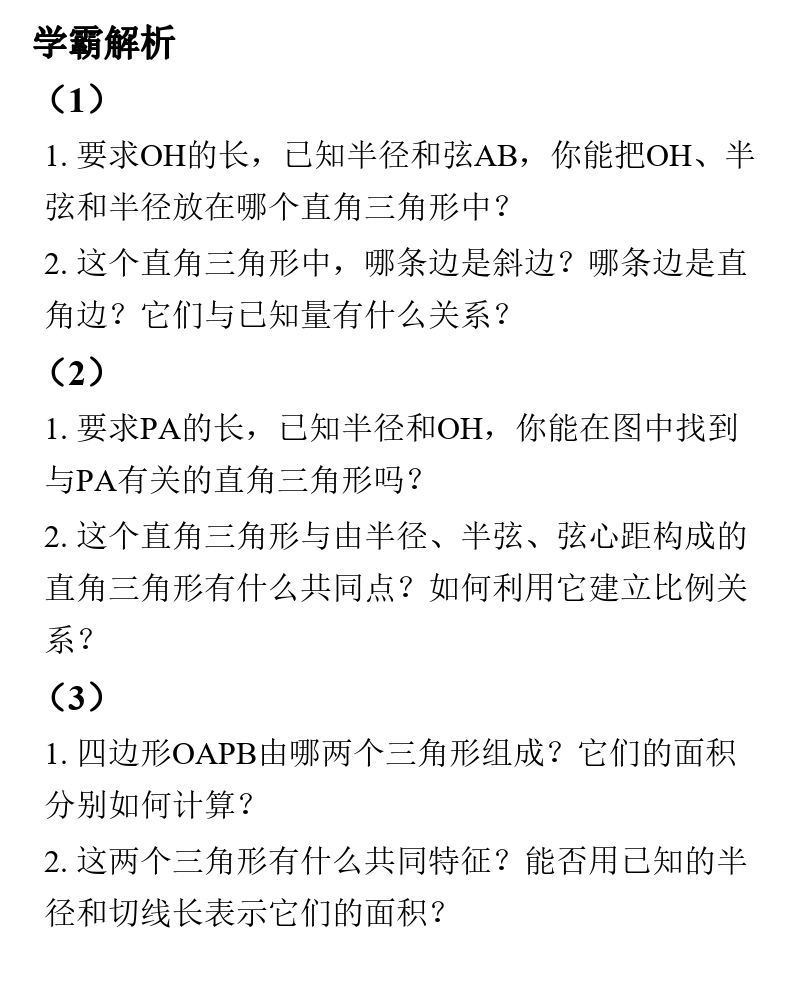 学霸解析
（1）
1. 要求OH的长，已知半径和弦AB，你能把OH、半
弦和半径放在哪个直角三角形中？
2. 这个直角三角形中，哪条边是斜边？哪条边是直
角边？它们与已知量有什么关系？
（2）
1. 要求PA的长，已知半径和OH，你能在图中找到
与PA有关的直角三角形吗？
2. 这个直角三角形与由半径、半弦、弦心距构成的
直角三角形有什么共同点？如何利用它建立比例关
系？
（3）
1. 四边形OAPB由哪两个三角形组成？它们的面积
分别如何计算？
2. 这两个三角形有什么共同特征？能否用已知的半
径和切线长表示它们的面积？